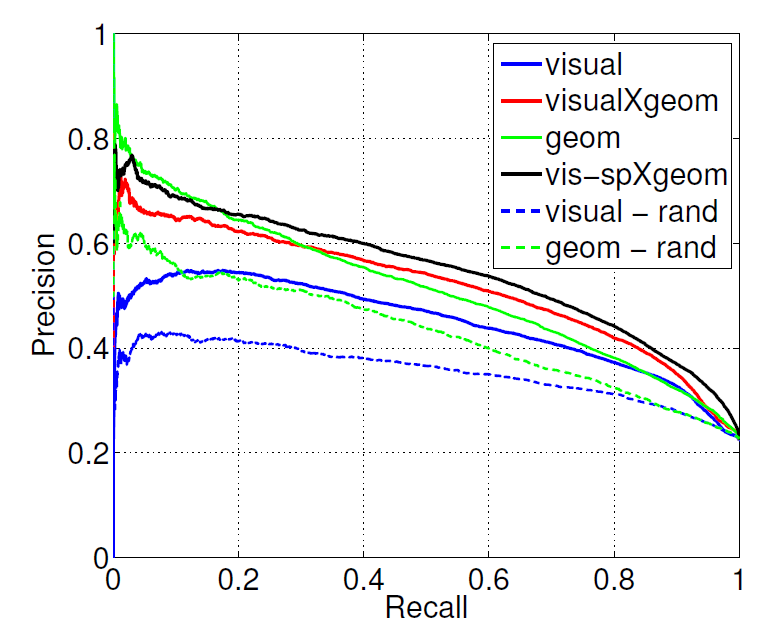 1
0.8
0.6
0.4
0.2
0
Precision
visual
visualXgeom
geom
vis-spXgeom
visual - rand
geom - rand
0 0.2 0.4 0.6 0.8 1
Recall